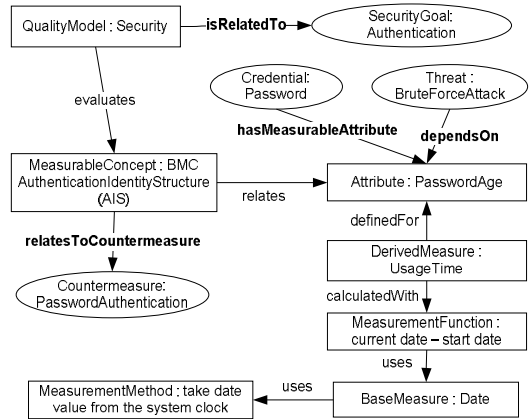 QualityModel : Security
isRelatedTo
SecurityGoal:
Authentication
Credential:
Password
Threat:
BruteForceAttack
evaluates
hasMeasurableAttribute
dependsOn
MeasurableConcept : BMC
AuthenticationIdentityStructure
(AIS)
relates
Attribute : PasswordAge
relatesToCountermeasure
definedFor
Countermeasure:
PasswordAuthentication
DerivedMeasure :
UsageTime
calculatedWith
MeasurementFunction :
current date – start date
uses
MeasurementMethod : take date
value from the system clock
uses
BaseMeasure : Date